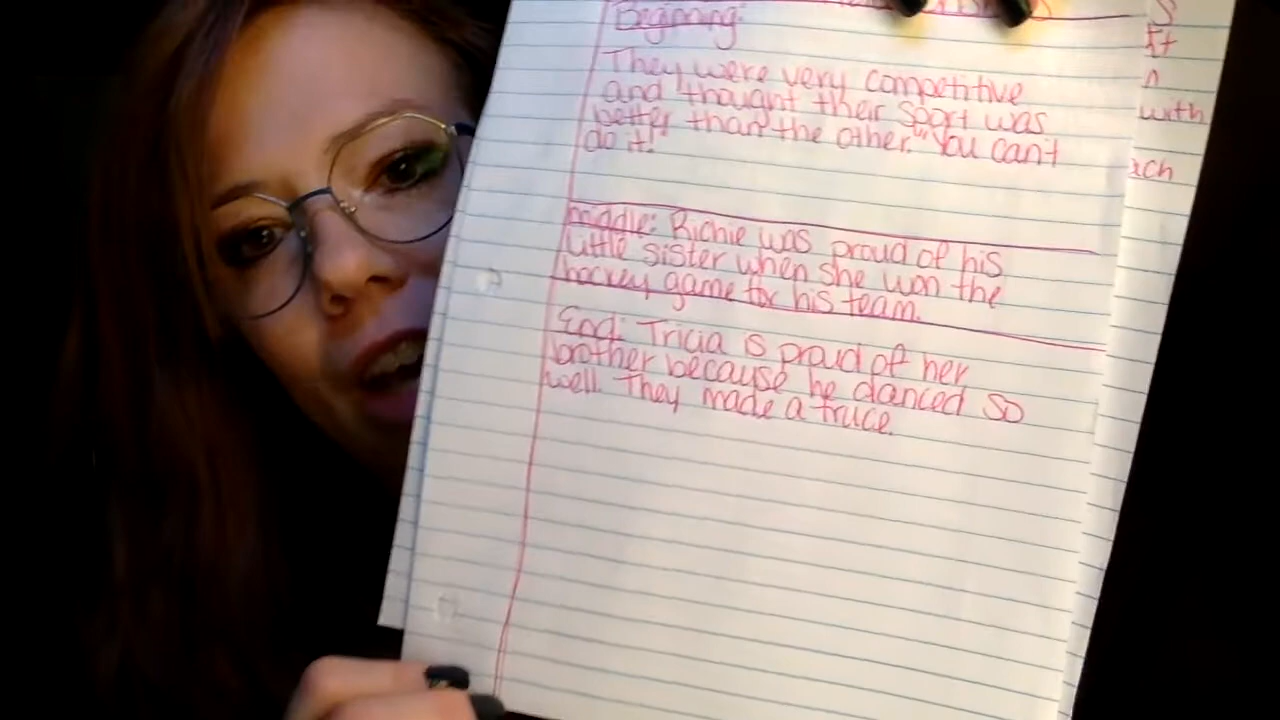 Beginning:
They were very competitive
and thought their sport was
better than the other. "You can't
do it!
middle: Richie was proud of his
little sister when she won the
hockey game for his team.
End: Tricia is proud of her
brother because he danced so
well. They made a truce.
S
It
n
with
ach